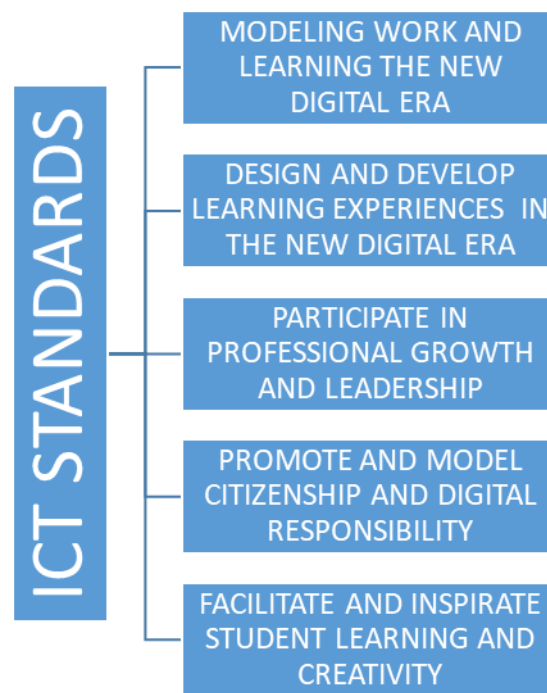 ICT STANDARDS
MODELING WORK AND
LEARNING THE NEW
DIGITAL ERA
DESIGN AND DEVELOP
LEARNING EXPERIENCES IN
THE NEW DIGITAL ERA
PARTICIPATE IN
PROFESSIONAL GROWTH
AND LEADERSHIP
PROMOTE AND MODEL
CITIZENSHIP AND DIGITAL
RESPONSIBILITY
FACILITATE AND INSPIRATE
STUDENT LEARNING AND
CREATIVITY